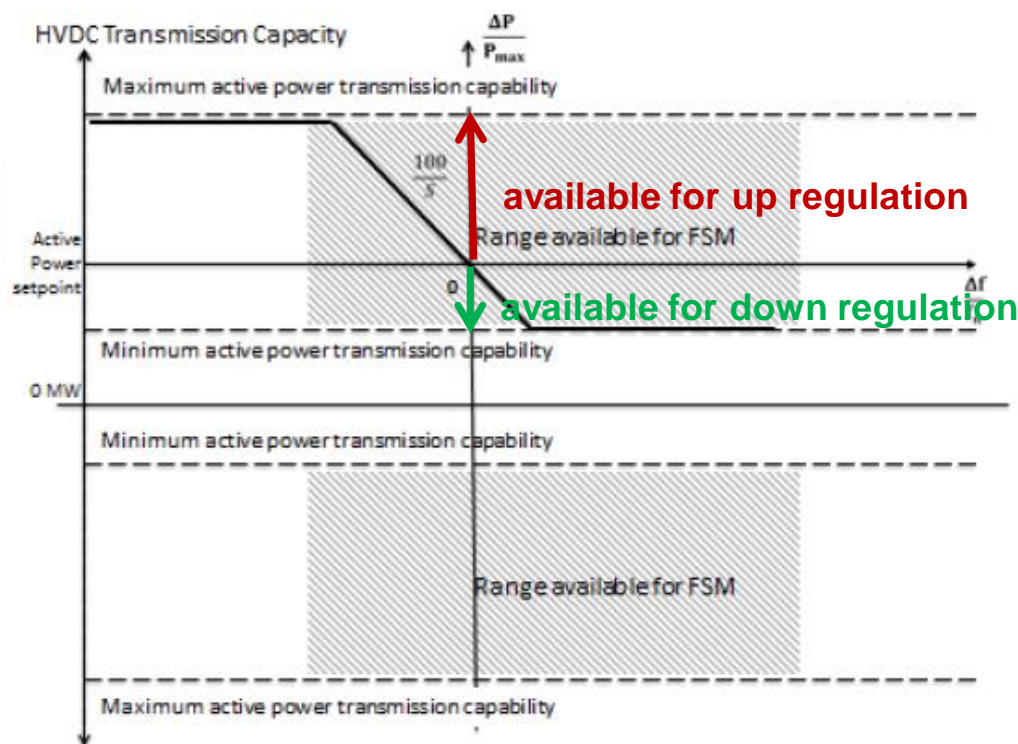 HVDC Transmission Capacity
ΔP
Pmax
Maximum active power transmission capability
100
S
available for up regulation
Range available for FSM
Active
Power
setpoint
0
Δf
available for down regulation
Minimum active power transmission capability
0 MW
Minimum active power transmission capability
Range available for FSM
Maximum active power transmission capability